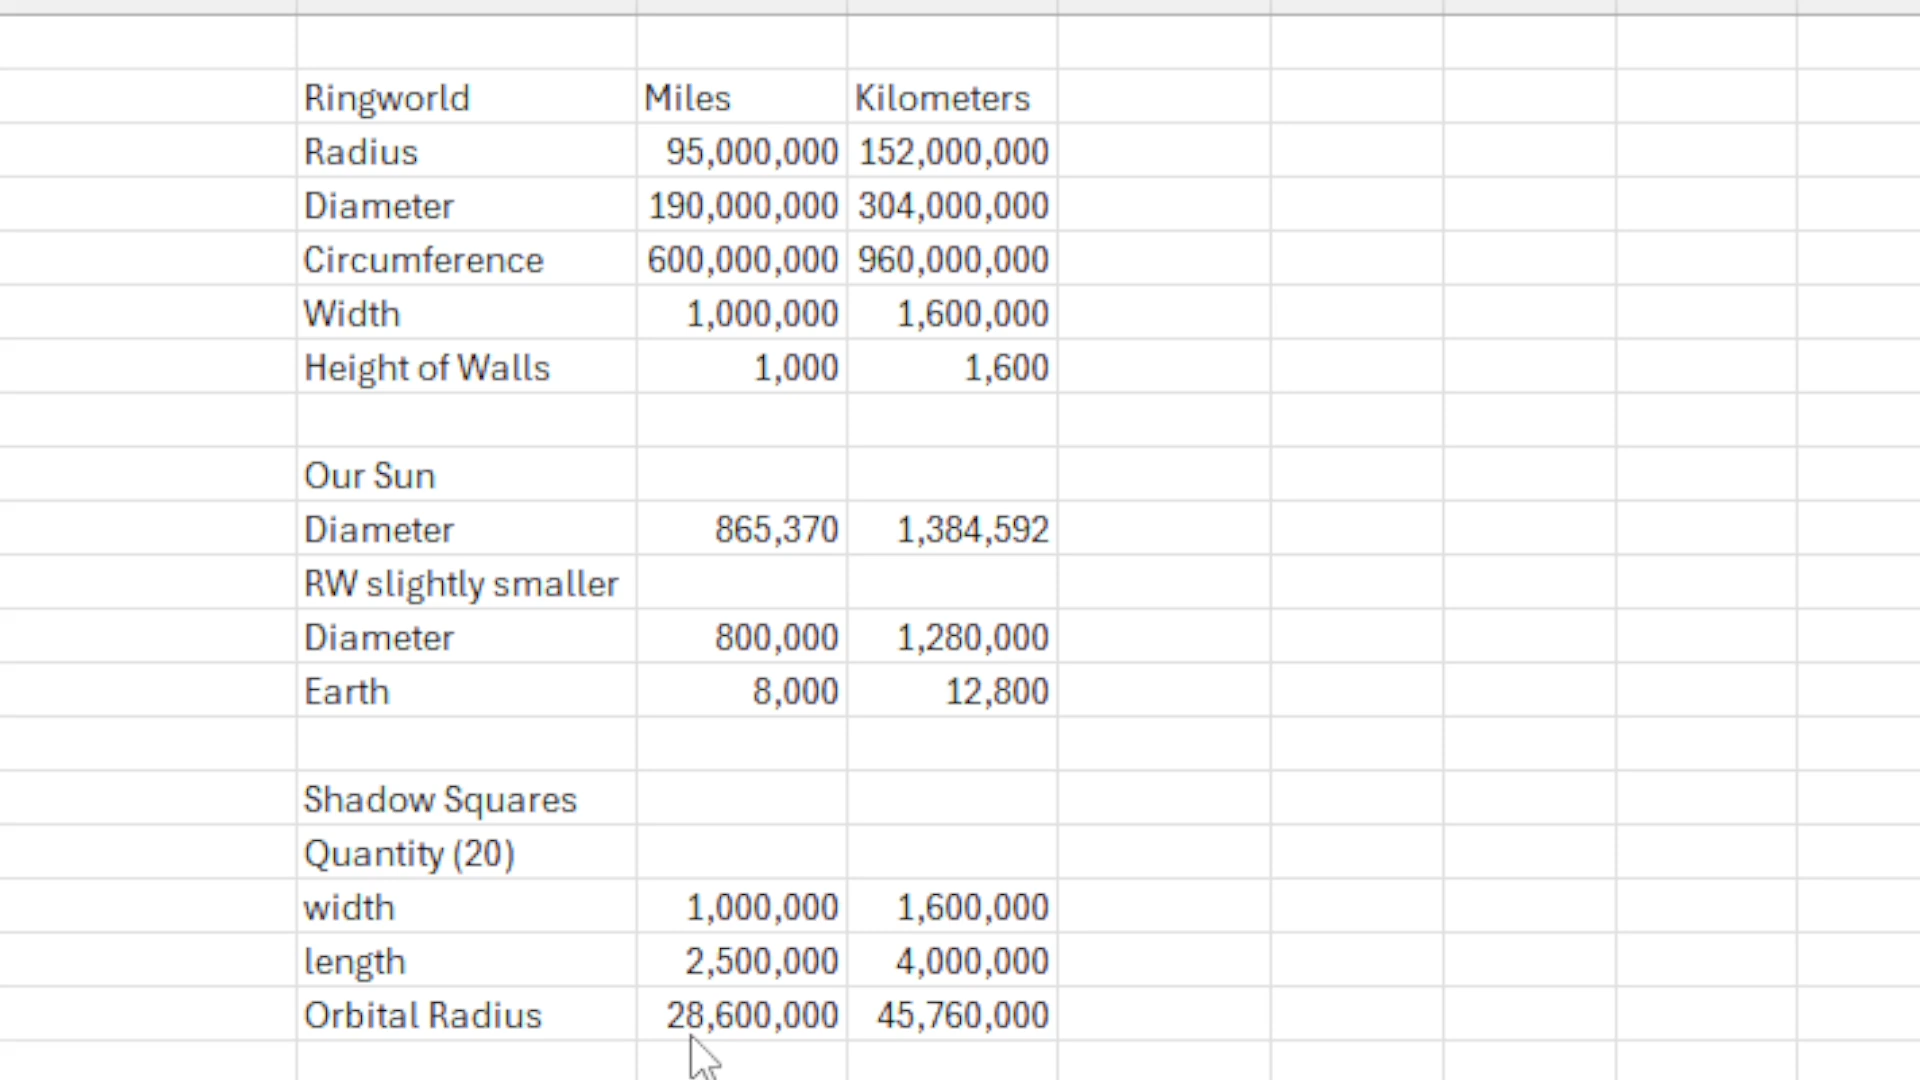 Ringworld Miles Kilometers
Radius 95,000,000 152,000,000
Diameter 190,000,000 304,000,000
Circumference 600,000,000 960,000,000
Width 1,000,000 1,600,000
Height of Walls 1,000 1,600
Our Sun
Diameter 865,370 1,384,592
RW slightly smaller
Diameter 800,000 1,280,000
Earth 8,000 12,800
Shadow Squares
Quantity (20)
width 1,000,000 1,600,000
length 2,500,000 4,000,000
Orbital Radius 28,600,000 45,760,000